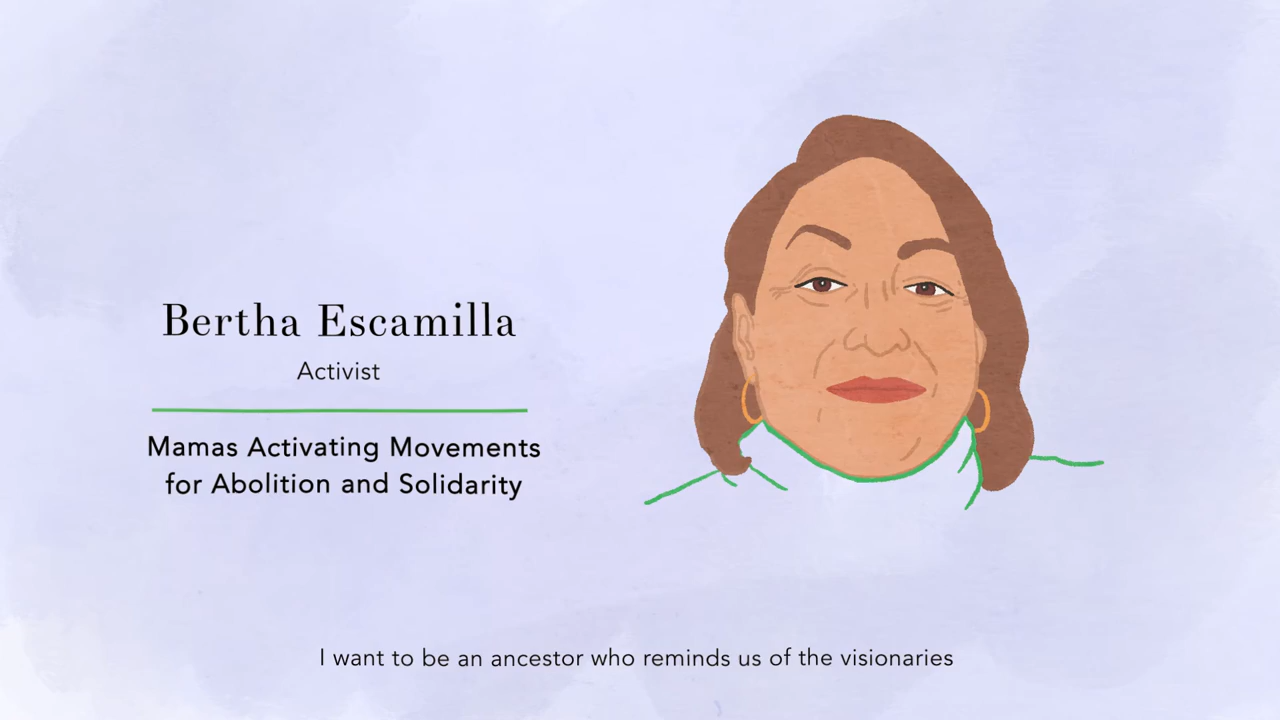 Bertha Escamilla
Activist
Mamas Activating Movements
for Abolition and Solidarity
I want to be an ancestor who reminds us of the visionaries